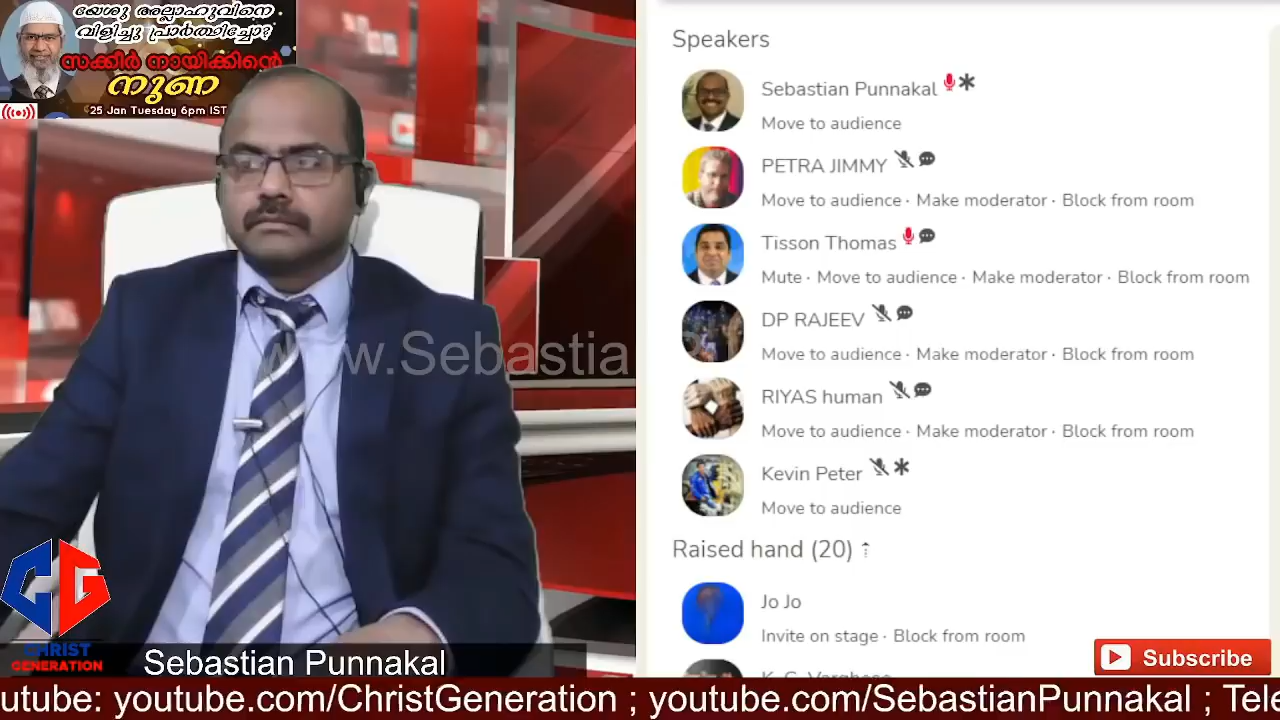 യേശു അല്ലാഹുവിനെ
വിളിച്ചു പ്രാർത്ഥിച്ചോ?
സക്കീർ നായിക്കിൻ്റെ
നുണ
25 Jan Tuesday 6pm IST
www.Sebastia
CG
CHRIST
GENERATION
Sebastian Punnakal
Speakers
Sebastian Punnakal
Move to audience
PETRA JIMMY
Move to audience · Make moderator · Block from room
Tisson Thomas
Mute · Move to audience · Make moderator · Block from room
DP RAJEEV
Move to audience · Make moderator · Block from room
RIYAS human
Move to audience · Make moderator · Block from room
Kevin Peter
Move to audience
Raised hand (20)
Jo Jo
Invite on stage · Block from room
K. S. Varghese
Subscribe
utube: youtube.com/ChristGeneration ; youtube.com/SebastianPunnakal ; Tele